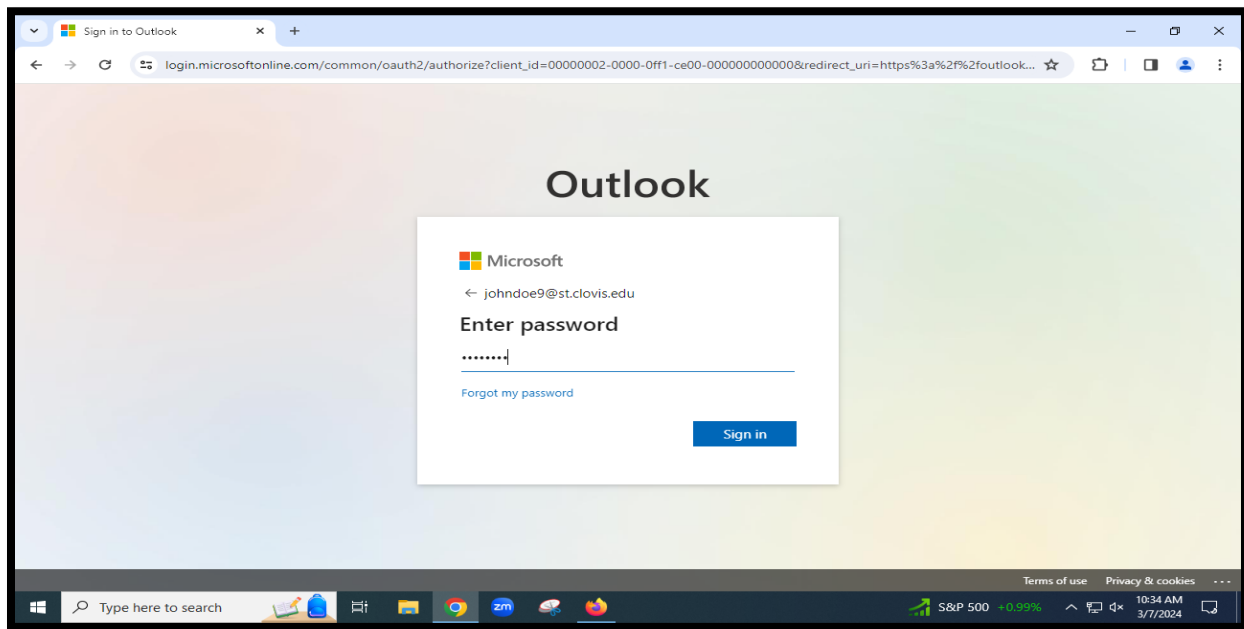 Sign in to Outlook
login.microsoftonline.com/common/oauth2/authorize?client_id=00000002-0000-0ff1-ce00-000000000000&redirect_uri=https%3a%2f%2foutlook...
Outlook
Microsoft
johndoe9@st.clovis.edu
Enter password
••••••••
Forgot my password
Sign in
Terms of use Privacy & cookies ...
Type here to search zm S&P 500 +0.99% 10:34 AM
3/7/2024